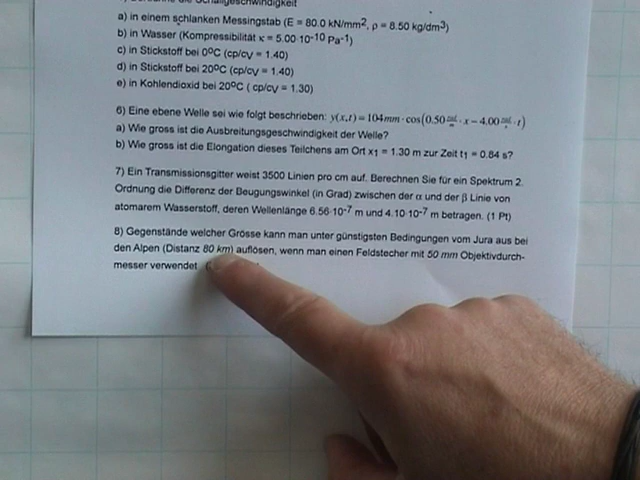 Schallgeschwindigkeit
a) in einem schlanken Messingstab (E = 80.0 kN/mm², ρ = 8.50 kg/dm³)
b) in Wasser (Kompressibilität κ = 5.00·10⁻¹⁰ Pa⁻¹)
c) in Stickstoff bei 0°C (cp/cv = 1.40)
d) in Stickstoff bei 20°C (cp/cv = 1.40)
e) in Kohlendioxid bei 20°C ( cp/cv = 1.30)
6) Eine ebene Welle sei wie folgt beschrieben: y(x,t) = 104mm · cos(0.50 rad/m · x − 4.00 rad/s · t)
a) Wie gross ist die Ausbreitungsgeschwindigkeit der Welle?
b) Wie gross ist die Elongation dieses Teilchens am Ort x₁ = 1.30 m zur Zeit t₁ = 0.84 s?
7) Ein Transmissionsgitter weist 3500 Linien pro cm auf. Berechnen Sie für ein Spektrum 2.
Ordnung die Differenz der Beugungswinkel (in Grad) zwischen der α und der β Linie von
atomarem Wasserstoff, deren Wellenlänge 6.56·10⁻⁷ m und 4.10·10⁻⁷ m betragen. (1 Pt)
8) Gegenstände welcher Grösse kann man unter günstigsten Bedingungen vom Jura aus bei
den Alpen (Distanz 80 km) auflösen, wenn man einen Feldstecher mit 50 mm Objektivdurch-
messer verwendet